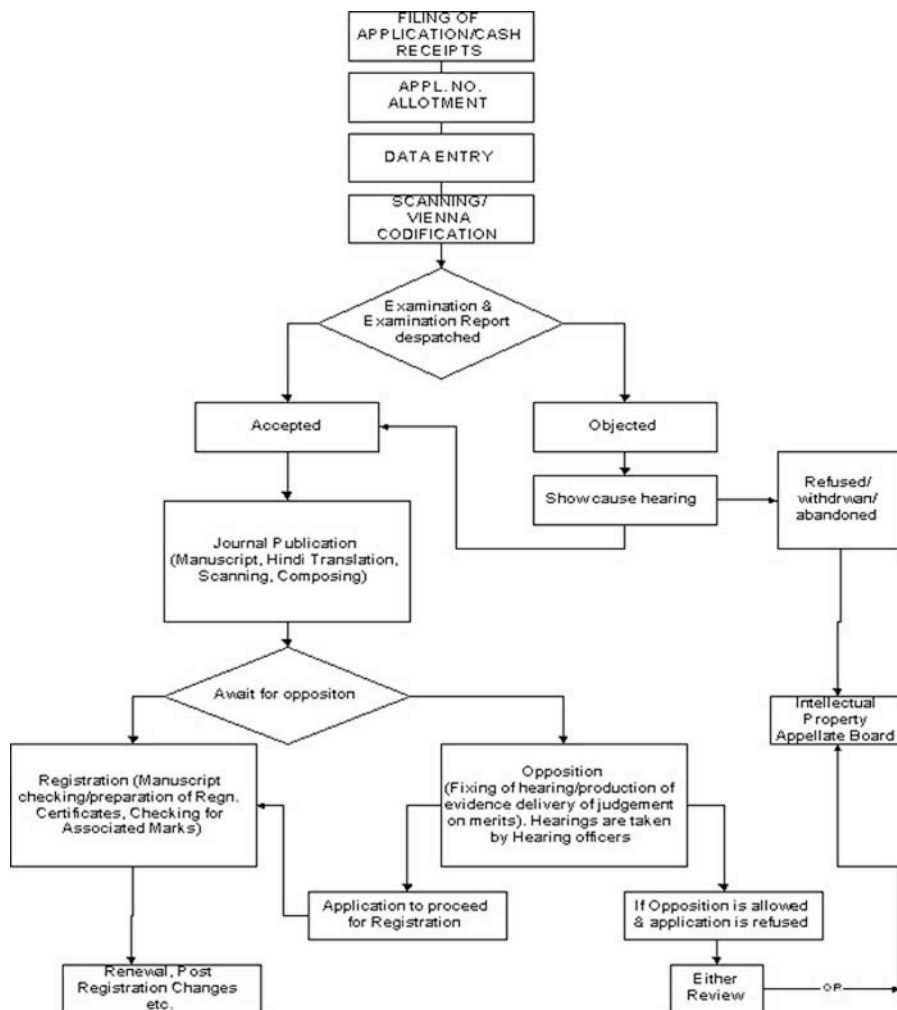 FILING OF
APPLICATION/CASH
RECEIPTS
APPL. NO.
ALLOTMENT
DATA ENTRY
SCANNING/
VIENNA
CODIFICATION
Examination &
Examination Report
despatched
Accepted
Objected
Show cause hearing
Refused/
withdrwan/
abandoned
Journal Publication
(Manuscript, Hindi Translation,
Scanning, Composing)
Await for oppositon
Intellectual
Property
Appellate Board
Registration (Manuscript
checking/preparation of Regn.
Certificates, Checking for
Associated Marks)
Opposition
(Fixing of hearing/production of
evidence delivery of judgement
on merits). Hearings are taken
by Hearing officers
Application to proceed
for Registration
If Opposition is allowed
& application is refused
Renewal, Post
Registration Changes
etc.
Either
Review
OR